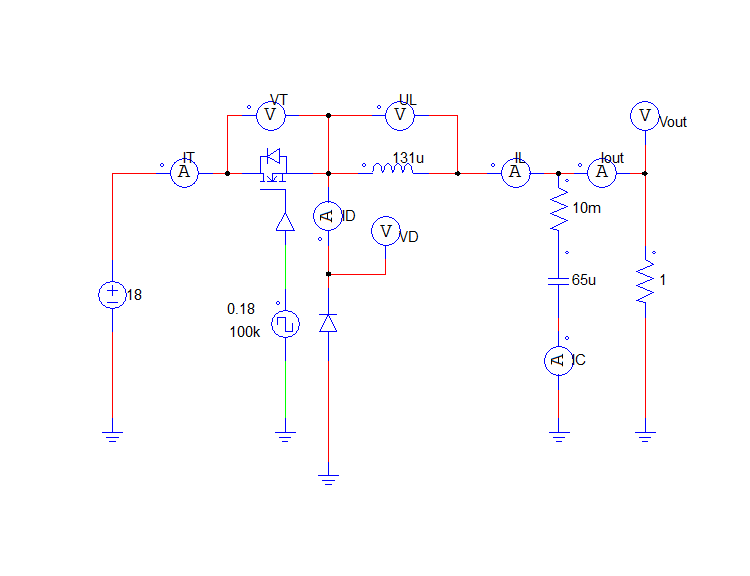 VT
UL
V
V
V
Vout
IT
131u
IL
Iout
A
A
A
10m
A
ID
V
VD
18
0.18
100k
65u
1
A
IC